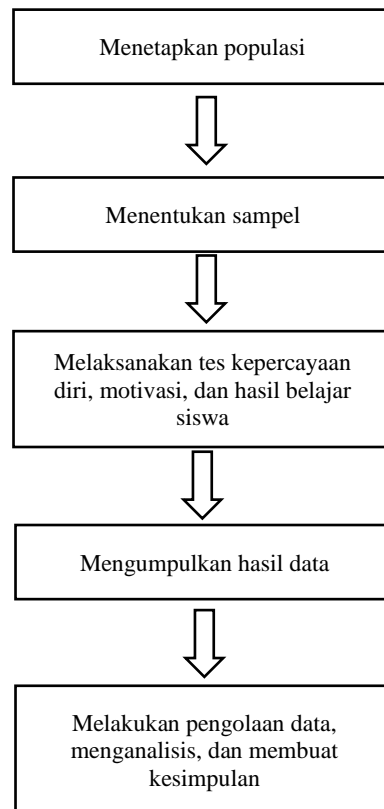 Menetapkan populasi
Menentukan sampel
Melaksanakan tes kepercayaan
diri, motivasi, dan hasil belajar
siswa
Mengumpulkan hasil data
Melakukan pengolaan data,
menganalisis, dan membuat
kesimpulan